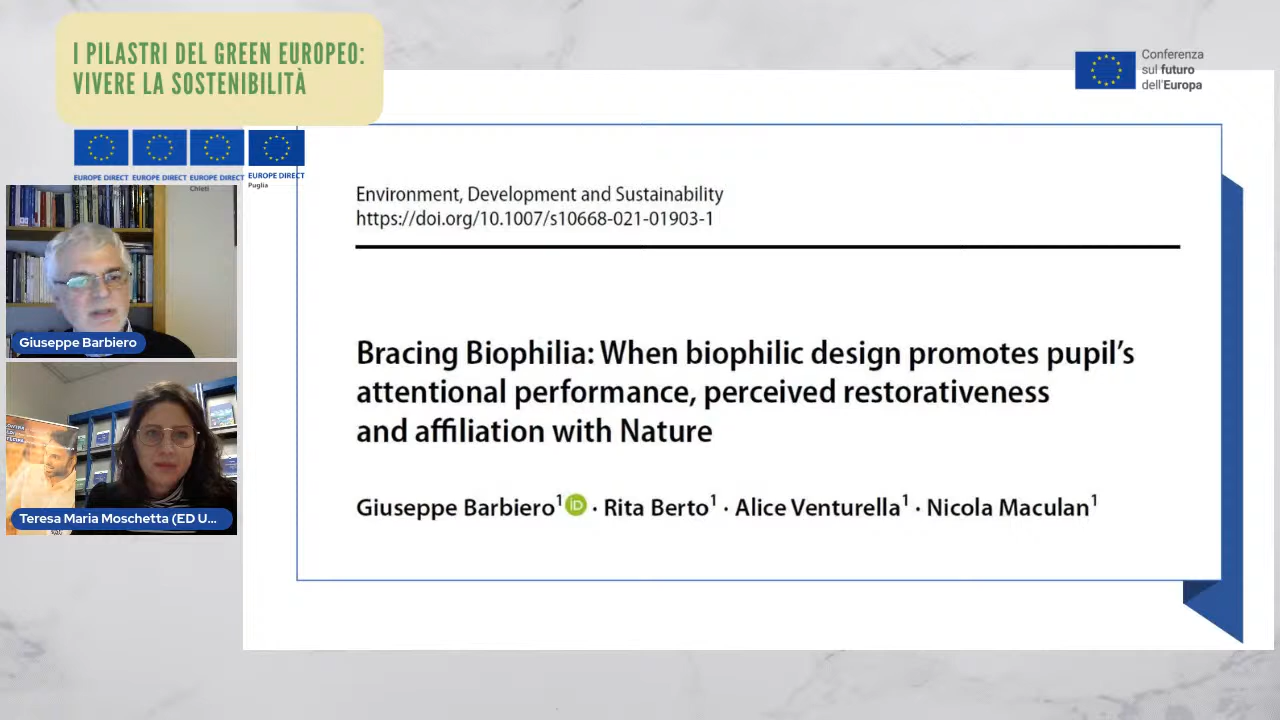 I PILASTRI DEL GREEN EUROPEO:
VIVERE LA SOSTENIBILITÀ
Conferenza
sul futuro
dell'Europa
EUROPE DIRECT
EUROPE DIRECT
EUROPE DIRECT
Chieti
EUROPE DIRECT
Puglia
Environment, Development and Sustainability
https://doi.org/10.1007/s10668-021-01903-1
Bracing Biophilia: When biophilic design promotes pupil's
attentional performance, perceived restorativeness
and affiliation with Nature
Giuseppe Barbiero¹ iD · Rita Berto¹ · Alice Venturella¹ · Nicola Maculan¹
Giuseppe Barbiero
Teresa Maria Moschetta (ED U...